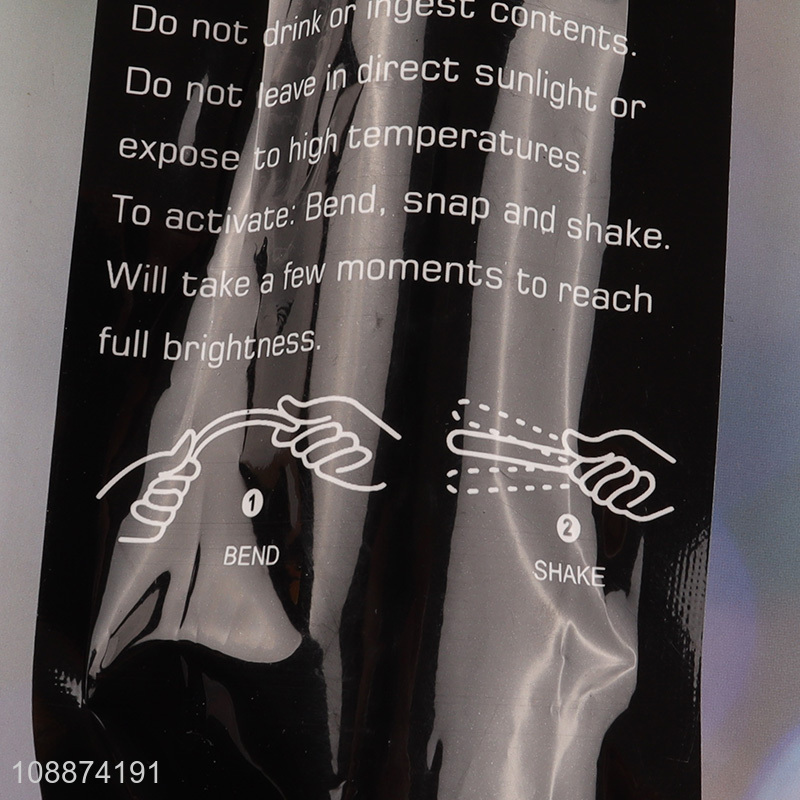 Do not drink or ingest contents.
Do not leave in direct sunlight or
expose to high temperatures.
To activate: Bend, snap and shake.
Will take a few moments to reach
full brightness.
1
BEND
2
SHAKE
108874191